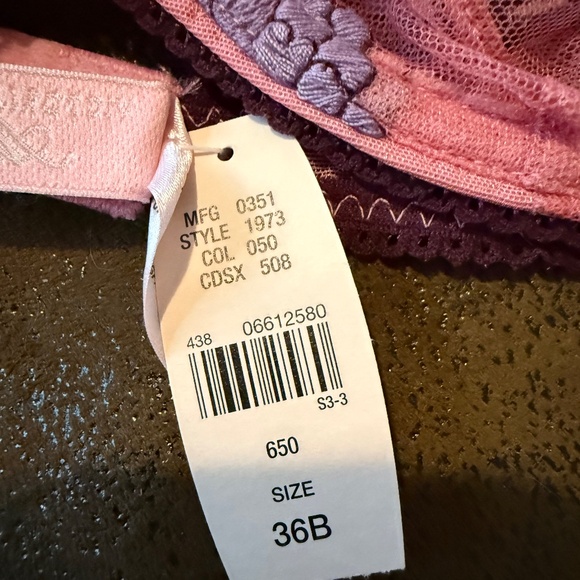 MFG 0351
STYLE 1973
COL 050
CDSX 508
438 06612580
S3-3
650
SIZE
36B